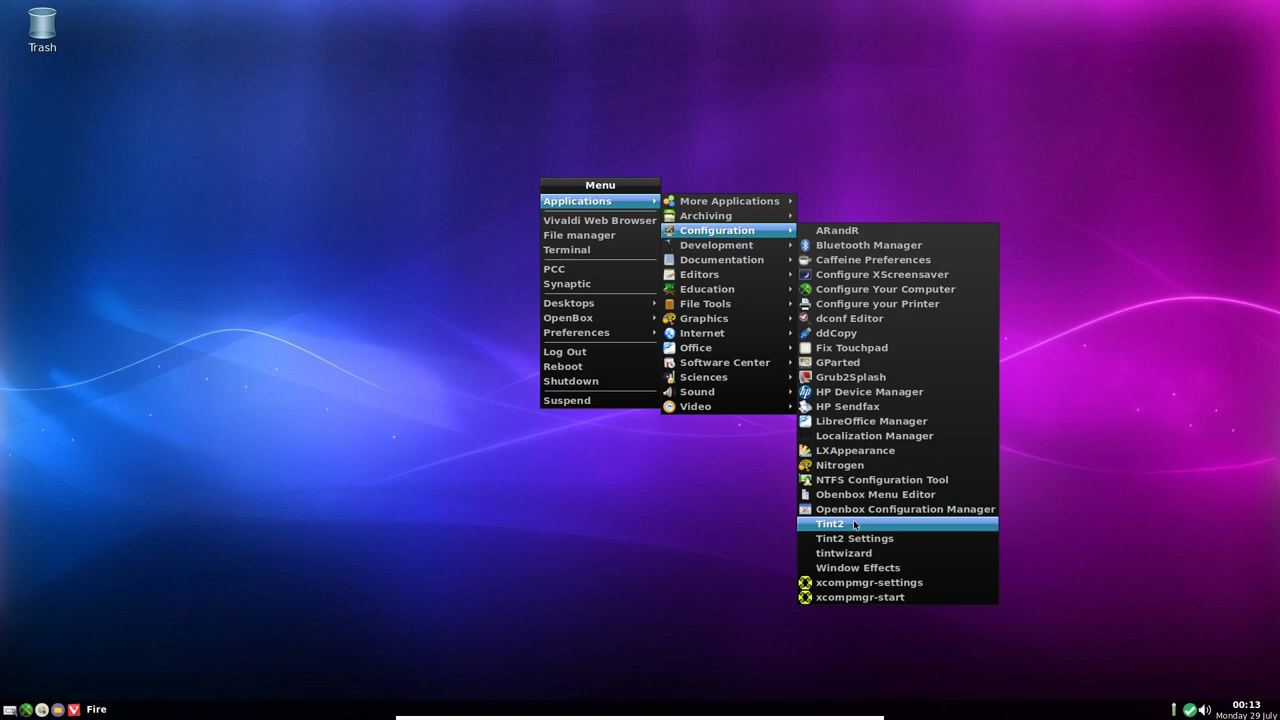 Trash
Menu
Applications
Vivaldi Web Browser
File manager
Terminal
PCC
Synaptic
Desktops
OpenBox
Preferences
Log Out
Reboot
Shutdown
Suspend
More Applications
Archiving
Configuration
Development
Documentation
Editors
Education
File Tools
Graphics
Internet
Office
Software Center
Sciences
Sound
Video
ARandR
Bluetooth Manager
Caffeine Preferences
Configure XScreensaver
Configure Your Computer
Configure your Printer
dconf Editor
ddCopy
Fix Touchpad
GParted
Grub2Splash
HP Device Manager
HP Sendfax
LibreOffice Manager
Localization Manager
LXAppearance
Nitrogen
NTFS Configuration Tool
Obenbox Menu Editor
Openbox Configuration Manager
Tint2
Tint2 Settings
tintwizard
Window Effects
xcompmgr-settings
xcompmgr-start
Fire
00:13
Monday 29 July